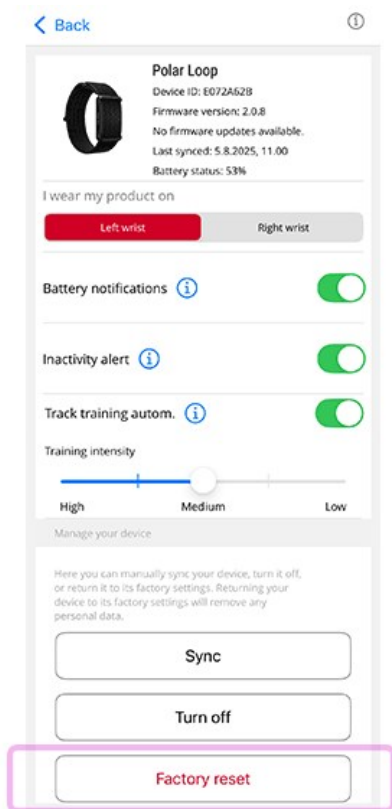 Back
Polar Loop
Device ID: E072A62B
Firmware version: 2.0.8
No firmware updates available.
Last synced: 5.8.2025, 11.00
Battery status: 53%
I wear my product on
Left wrist Right wrist
Battery notifications
Inactivity alert
Track training autom.
Training intensity
High Medium Low
Manage your device
Here you can manually sync your device, turn it off,
or return it to its factory settings. Returning your
device to its factory settings will remove any
personal data.
Sync
Turn off
Factory reset